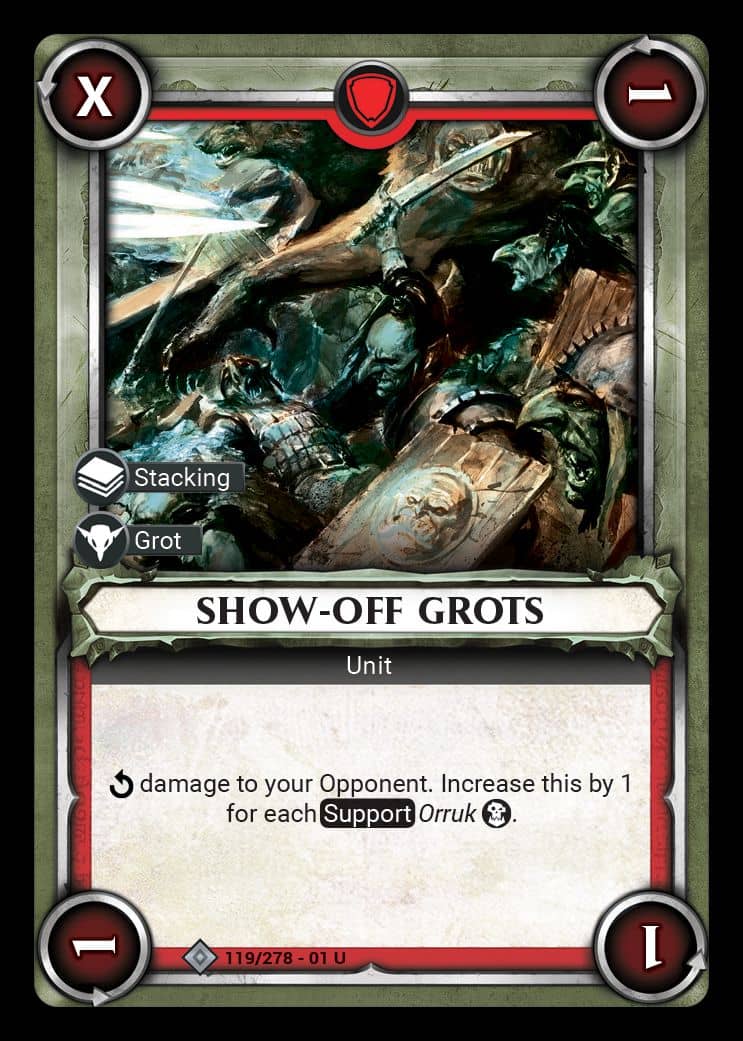 X
1
Stacking
Grot
SHOW-OFF GROTS
Unit
damage to your Opponent. Increase this by 1
for each Support Orruk.
1
119/278 - 01 U
1